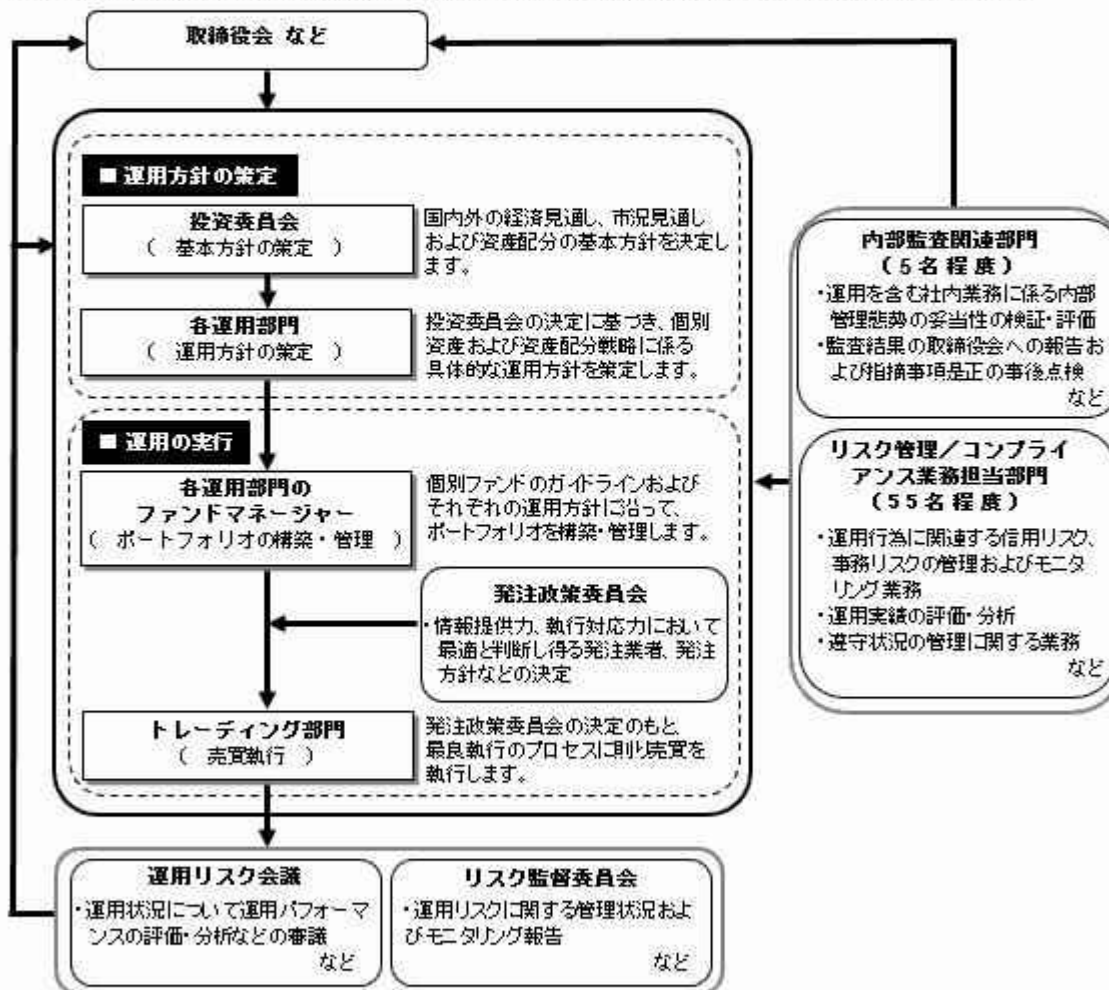 取締役会 など
■ 運用方針の策定
投資委員会
( 基本方針の策定 )
国内外の経済見通し、市況見通し
および資産配分の基本方針を決定し
ます。
各運用部門
( 運用方針の策定 )
投資委員会の決定に基づき、個別
資産および資産配分戦略に係る
具体的な運用方針を策定します。
■ 運用の実行
各運用部門の
ファンドマネージャー
( ポートフォリオの構築・管理 )
個別ファンドのガイドラインおよび
それぞれの運用方針に沿って、
ポートフォリオを構築・管理します。
発注政策委員会
・情報提供力、執行対応力において
最適と判断し得る発注業者、発注
方針などの決定
トレーディング部門
( 売買執行 )
発注政策委員会の決定のもと、
最良執行のプロセスに則り売買を
執行します。
内部監査関連部門
(5名程度)
・運用を含む社内業務に係る内部
管理態勢の妥当性の検証・評価
・監査結果の取締役会への報告お
よび指摘事項是正の事後点検
など
リスク管理/コンプライ
アンス業務担当部門
(55名程度)
・運用行為に関連する信用リスク、
事務リスクの管理およびモニタ
リング業務
・運用実績の評価・分析
・遵守状況の管理に関する業務
など
運用リスク会議
・運用状況について運用パフォーマ
ンスの評価・分析などの審議
など
リスク監督委員会
・運用リスクに関する管理状況およ
びモニタリング報告
など